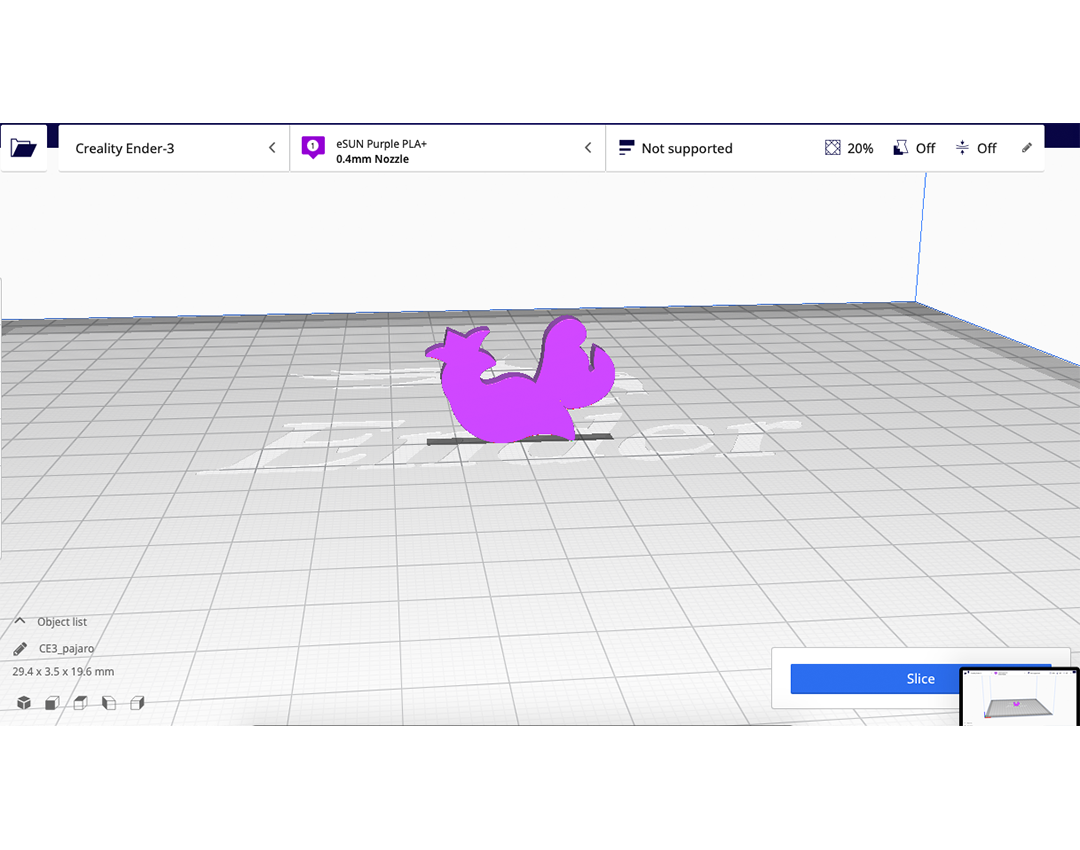 Creality Ender-3
1
eSUN Purple PLA+
0.4mm Nozzle
Not supported
20%
Off
Off
Ender
Object list
CE3_pajaro
29.4 x 3.5 x 19.6 mm
Slice